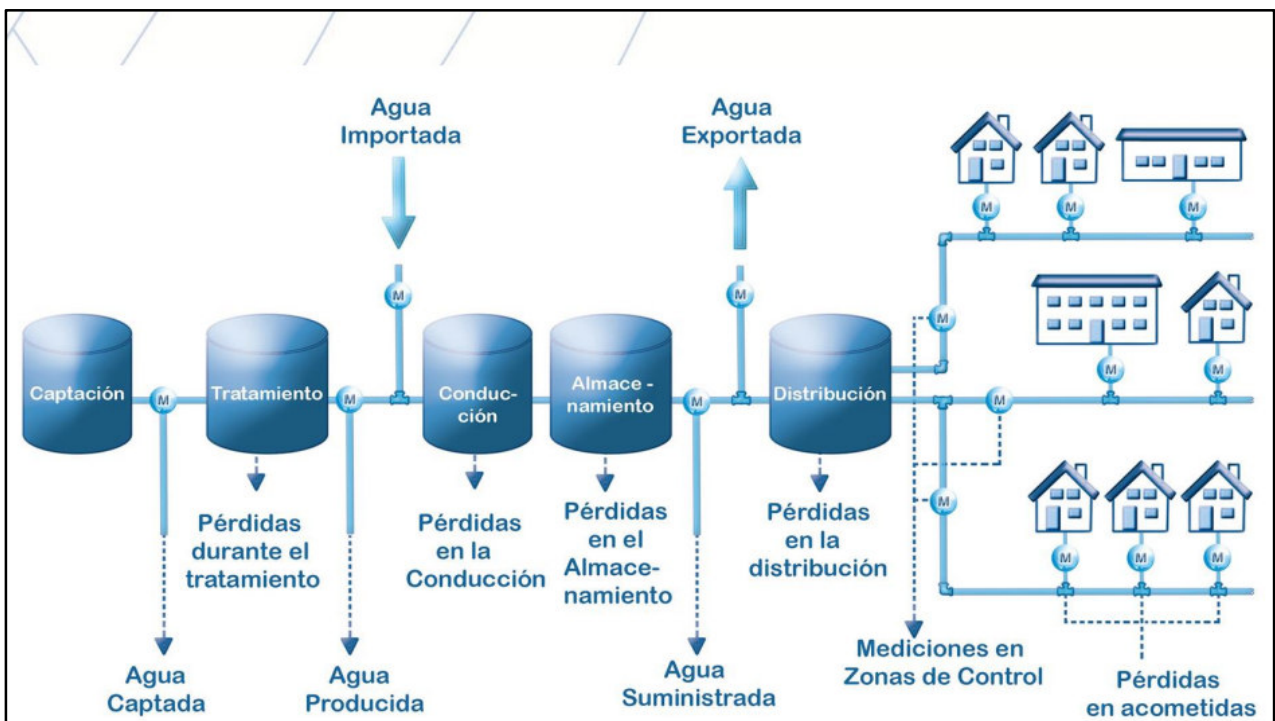 Agua
Importada
Agua
Exportada
M
M
M
M
M
M
M
Captación
M
Tratamiento
M
Conduc-
ción
Almace -
namiento
M
Distribución
M
M
M
M
Pérdidas
durante el
tratamiento
Pérdidas
en la
Conducción
Pérdidas
en el
Almace-
namiento
Pérdidas
en la
distribución
M
M
M
Agua
Captada
Agua
Producida
Agua
Suministrada
Mediciones en
Zonas de Control
Pérdidas
en acometidas